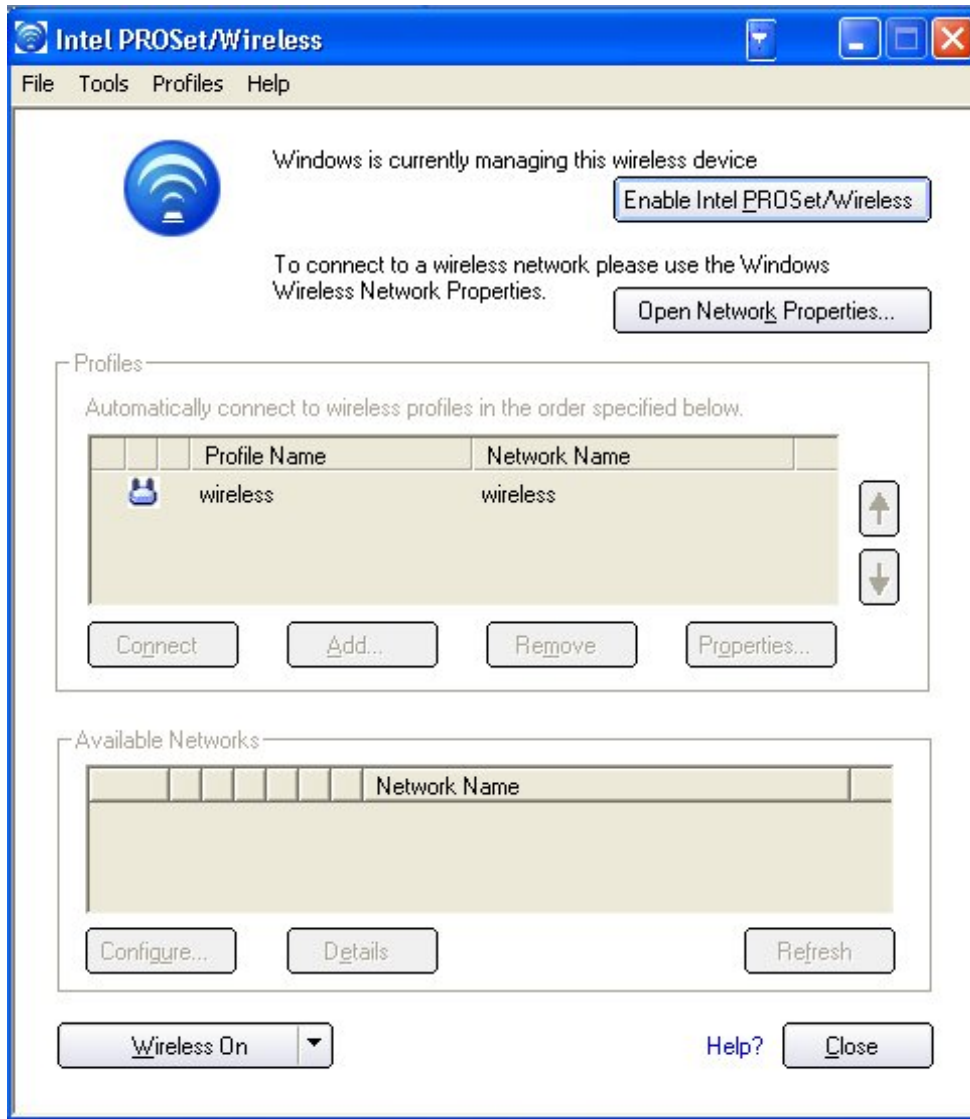 Intel PROSet/Wireless
File Tools Profiles Help
Windows is currently managing this wireless device
Enable Intel PROSet/Wireless
To connect to a wireless network please use the Windows
Wireless Network Properties.
Open Network Properties...
Profiles
Automatically connect to wireless profiles in the order specified below.
Profile Name Network Name
wireless wireless
Connect Add... Remove Properties...
Available Networks
Network Name
Configure... Details Refresh
Wireless On Help? Close